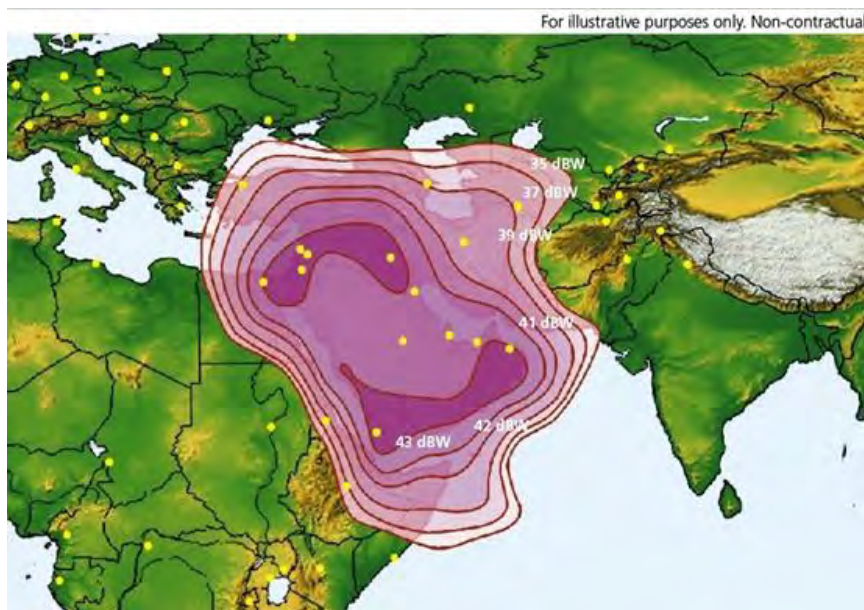 For illustrative purposes only. Non-contractual
35 dBW
37 dBW
39 dBW
41 dBW
42 dBW
43 dBW